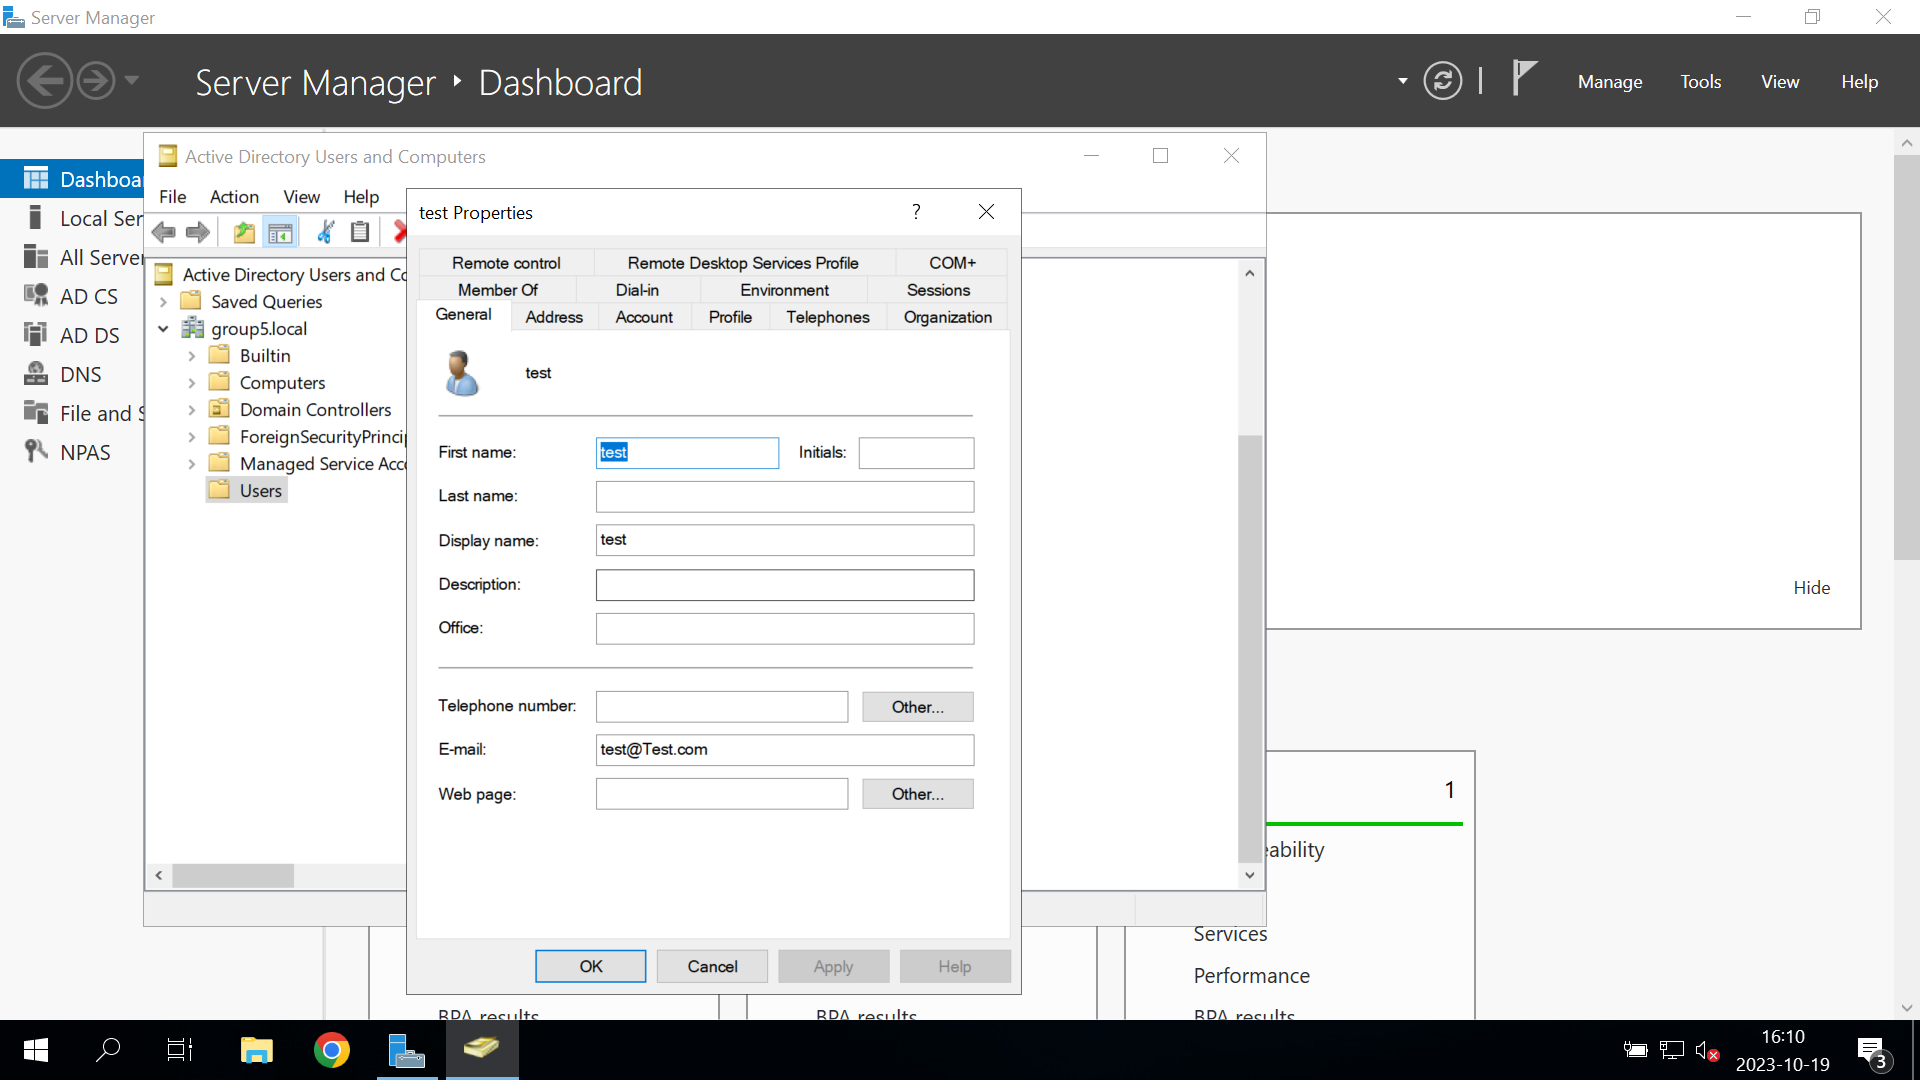 Server Manager
Server Manager ‣ Dashboard
Manage Tools View Help
Dashboa
Local Ser
All Server
AD CS
AD DS
DNS
File and S
NPAS
Active Directory Users and Computers
File Action View Help
Active Directory Users and Co
Saved Queries
group5.local
Builtin
Computers
Domain Controllers
ForeignSecurityPrincip
Managed Service Acco
Users
test Properties
?
Remote control Remote Desktop Services Profile COM+
Member Of Dial-in Environment Sessions
General Address Account Profile Telephones Organization
test
First name: test Initials:
Last name:
Display name: test
Description:
Office:
Telephone number: Other...
E-mail: test@Test.com
Web page: Other...
OK Cancel Apply Help
Hide
1
eability
Services
Performance
BPA results BPA results BPA results
16:10
2023-10-19
3